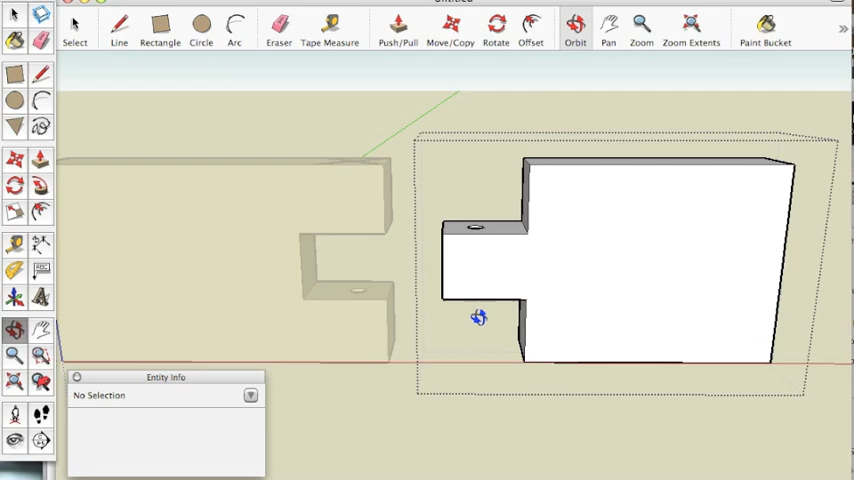 Untitled
Select Line Rectangle Circle Arc Eraser Tape Measure Push/Pull Move/Copy Rotate Offset Orbit Pan Zoom Zoom Extents Paint Bucket
Entity Info
No Selection